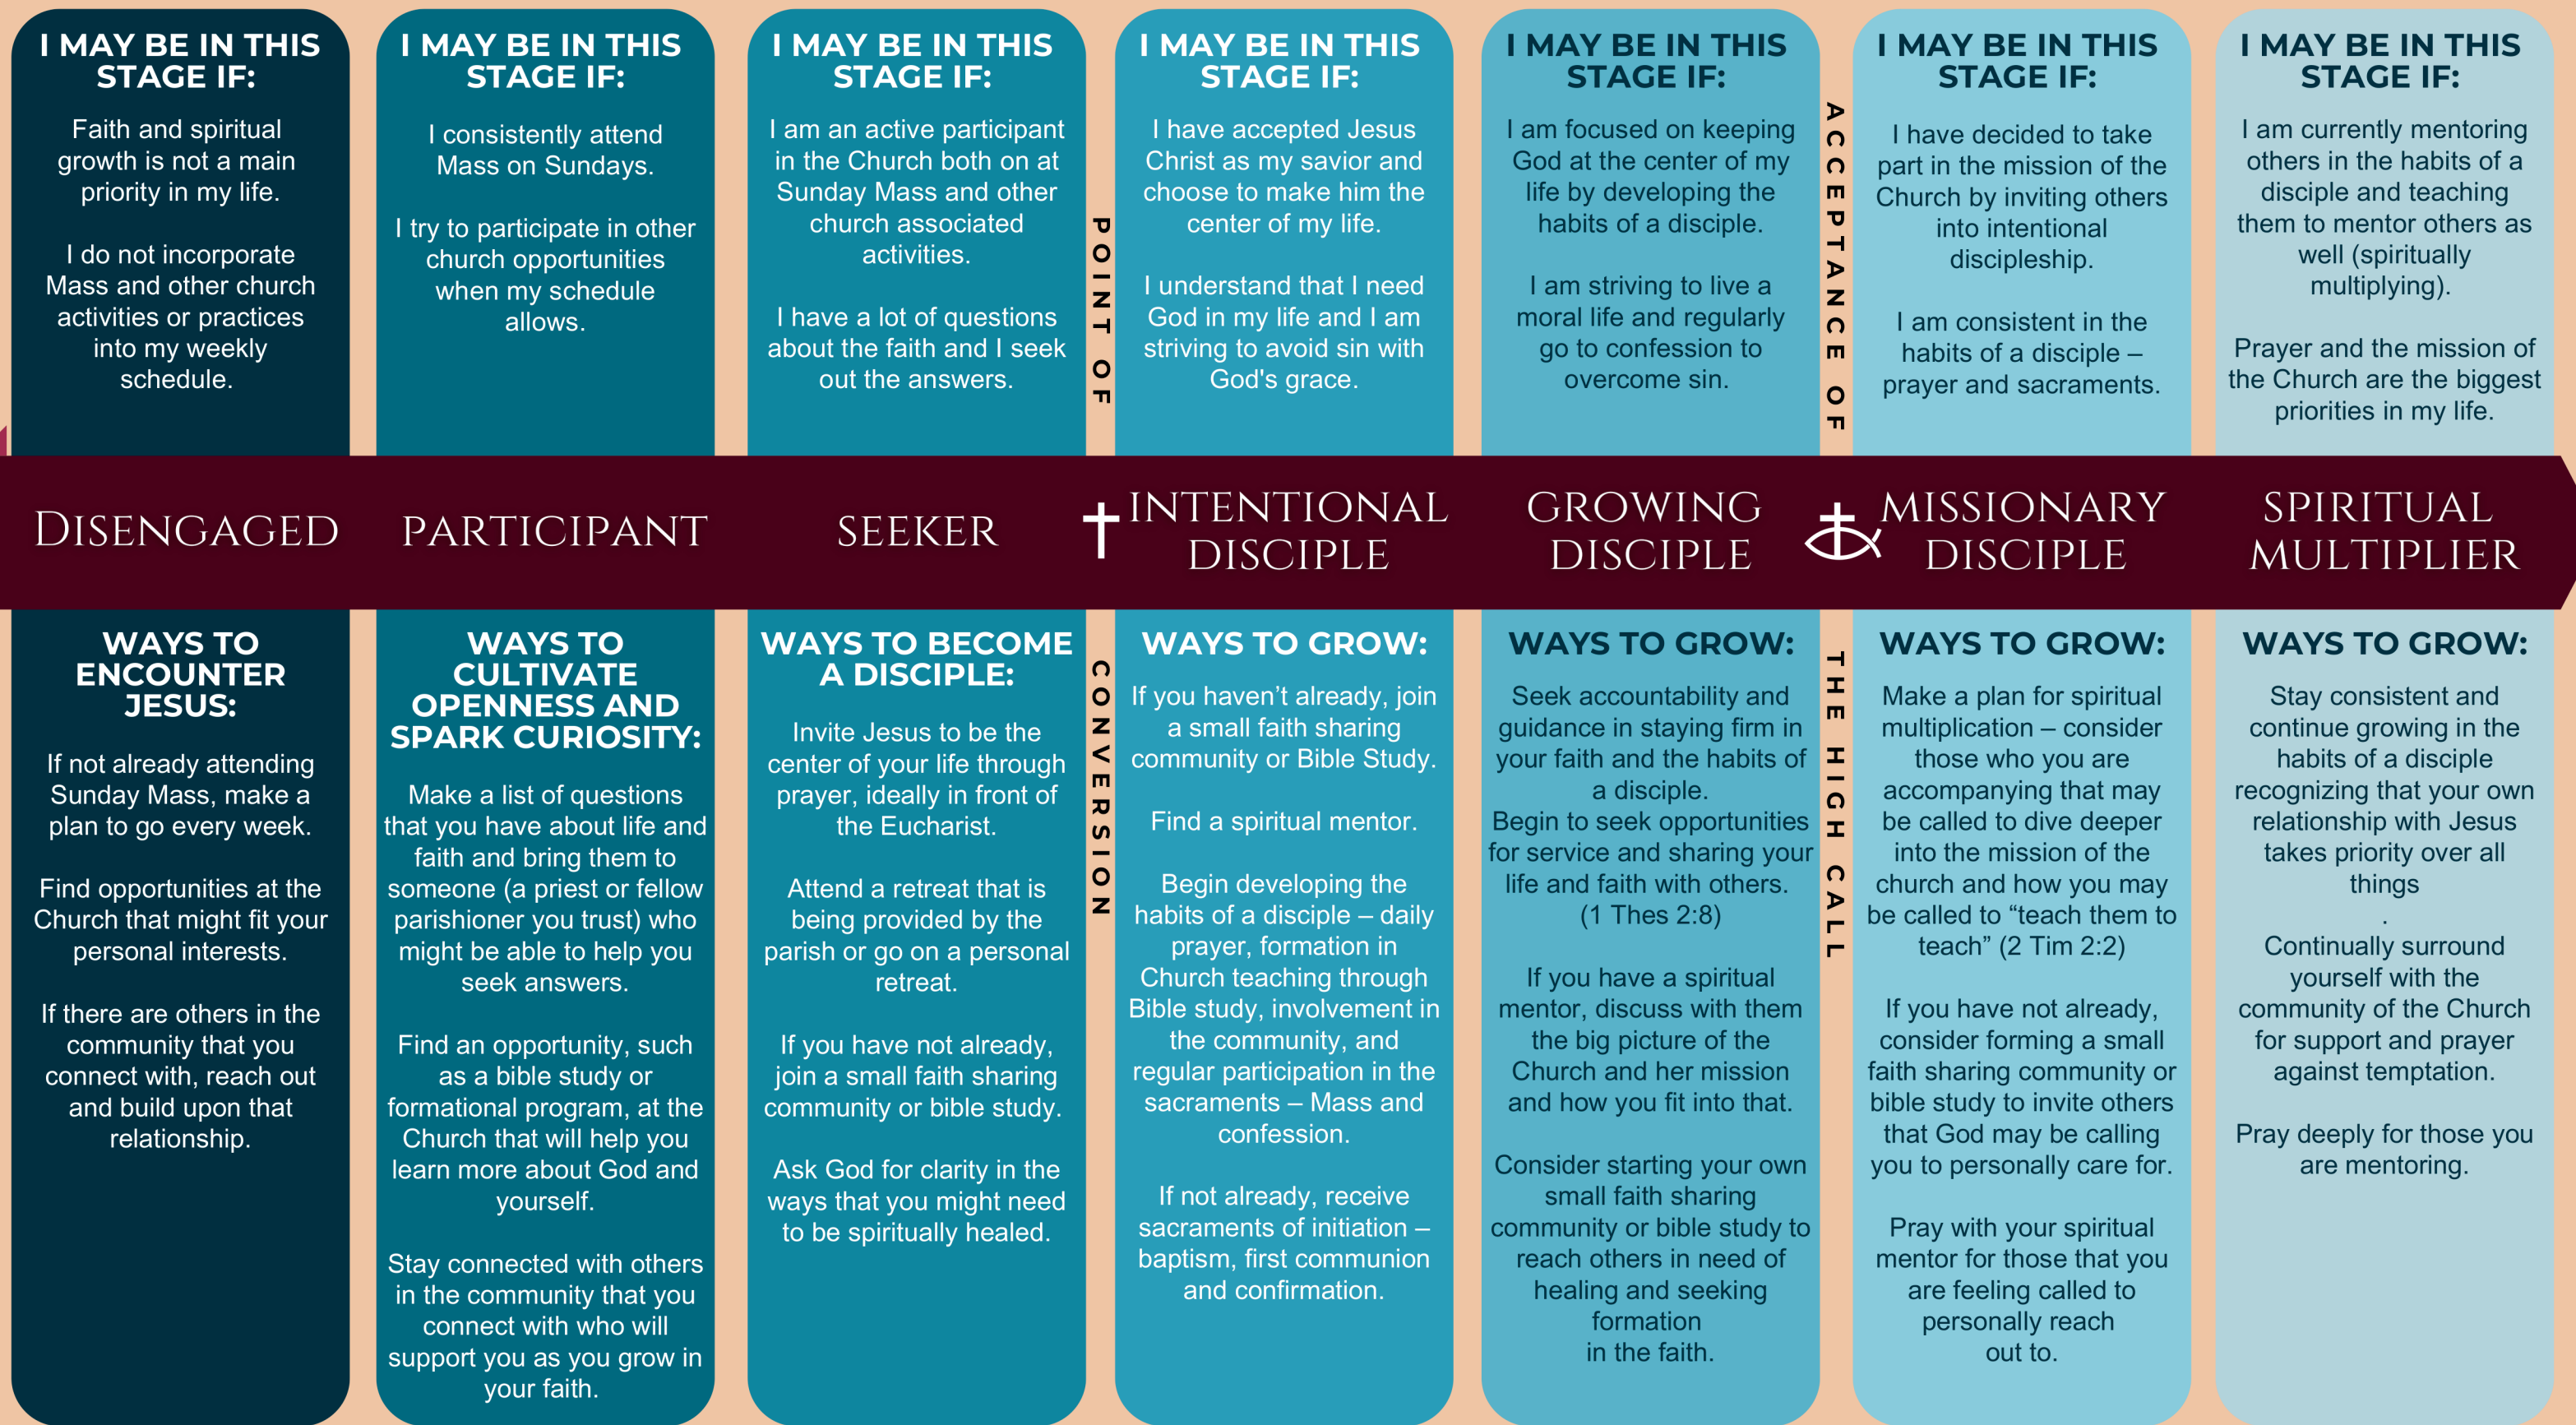 I MAY BE IN THIS
STAGE IF:
Faith and spiritual
growth is not a main
priority in my life.
I do not incorporate
Mass and other church
activities or practices
into my weekly
schedule.
I MAY BE IN THIS
STAGE IF:
I consistently attend
Mass on Sundays.
I try to participate in other
church opportunities
when my schedule
allows.
I MAY BE IN THIS
STAGE IF:
I am an active participant
in the Church both on at
Sunday Mass and other
church associated
activities.
I have a lot of questions
about the faith and I seek
out the answers.
POINT OF
I MAY BE IN THIS
STAGE IF:
I have accepted Jesus
Christ as my savior and
choose to make him the
center of my life.
I understand that I need
God in my life and I am
striving to avoid sin with
God's grace.
I MAY BE IN THIS
STAGE IF:
I am focused on keeping
God at the center of my
life by developing the
habits of a disciple.
I am striving to live a
moral life and regularly
go to confession to
overcome sin.
ACCEPTANCE OF
I MAY BE IN THIS
STAGE IF:
I have decided to take
part in the mission of the
Church by inviting others
into intentional
discipleship.
I am consistent in the
habits of a disciple –
prayer and sacraments.
I MAY BE IN THIS
STAGE IF:
I am currently mentoring
others in the habits of a
disciple and teaching
them to mentor others as
well (spiritually
multiplying).
Prayer and the mission of
the Church are the biggest
priorities in my life.
DISENGAGED
PARTICIPANT
SEEKER
INTENTIONAL
DISCIPLE
GROWING
DISCIPLE
MISSIONARY
DISCIPLE
SPIRITUAL
MULTIPLIER
WAYS TO
ENCOUNTER
JESUS:
If not already attending
Sunday Mass, make a
plan to go every week.
Find opportunities at the
Church that might fit your
personal interests.
If there are others in the
community that you
connect with, reach out
and build upon that
relationship.
WAYS TO
CULTIVATE
OPENNESS AND
SPARK CURIOSITY:
Make a list of questions
that you have about life and
faith and bring them to
someone (a priest or fellow
parishioner you trust) who
might be able to help you
seek answers.
Find an opportunity, such
as a bible study or
formational program, at the
Church that will help you
learn more about God and
yourself.
Stay connected with others
in the community that you
connect with who will
support you as you grow in
your faith.
WAYS TO BECOME
A DISCIPLE:
Invite Jesus to be the
center of your life through
prayer, ideally in front of
the Eucharist.
Attend a retreat that is
being provided by the
parish or go on a personal
retreat.
If you have not already,
join a small faith sharing
community or bible study.
Ask God for clarity in the
ways that you might need
to be spiritually healed.
CONVERSION
WAYS TO GROW:
If you haven’t already, join
a small faith sharing
community or Bible Study.
Find a spiritual mentor.
Begin developing the
habits of a disciple – daily
prayer, formation in
Church teaching through
Bible study, involvement in
the community, and
regular participation in the
sacraments – Mass and
confession.
If not already, receive
sacraments of initiation –
baptism, first communion
and confirmation.
WAYS TO GROW:
Seek accountability and
guidance in staying firm in
your faith and the habits of
a disciple.
Begin to seek opportunities
for service and sharing your
life and faith with others.
(1 Thes 2:8)
If you have a spiritual
mentor, discuss with them
the big picture of the
Church and her mission
and how you fit into that.
Consider starting your own
small faith sharing
community or bible study to
reach others in need of
healing and seeking
formation
in the faith.
THE HIGH CALL
WAYS TO GROW:
Make a plan for spiritual
multiplication – consider
those who you are
accompanying that may
be called to dive deeper
into the mission of the
church and how you may
be called to “teach them to
teach” (2 Tim 2:2)
If you have not already,
consider forming a small
faith sharing community or
bible study to invite others
that God may be calling
you to personally care for.
Pray with your spiritual
mentor for those that you
are feeling called to
personally reach
out to.
WAYS TO GROW:
Stay consistent and
continue growing in the
habits of a disciple
recognizing that your own
relationship with Jesus
takes priority over all
things
.
Continually surround
yourself with the
community of the Church
for support and prayer
against temptation.
Pray deeply for those you
are mentoring.